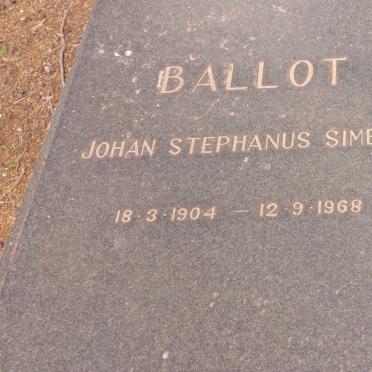 BALLOT
JOHAN STEPHANUS
18·3·1904 — 12·9·1968